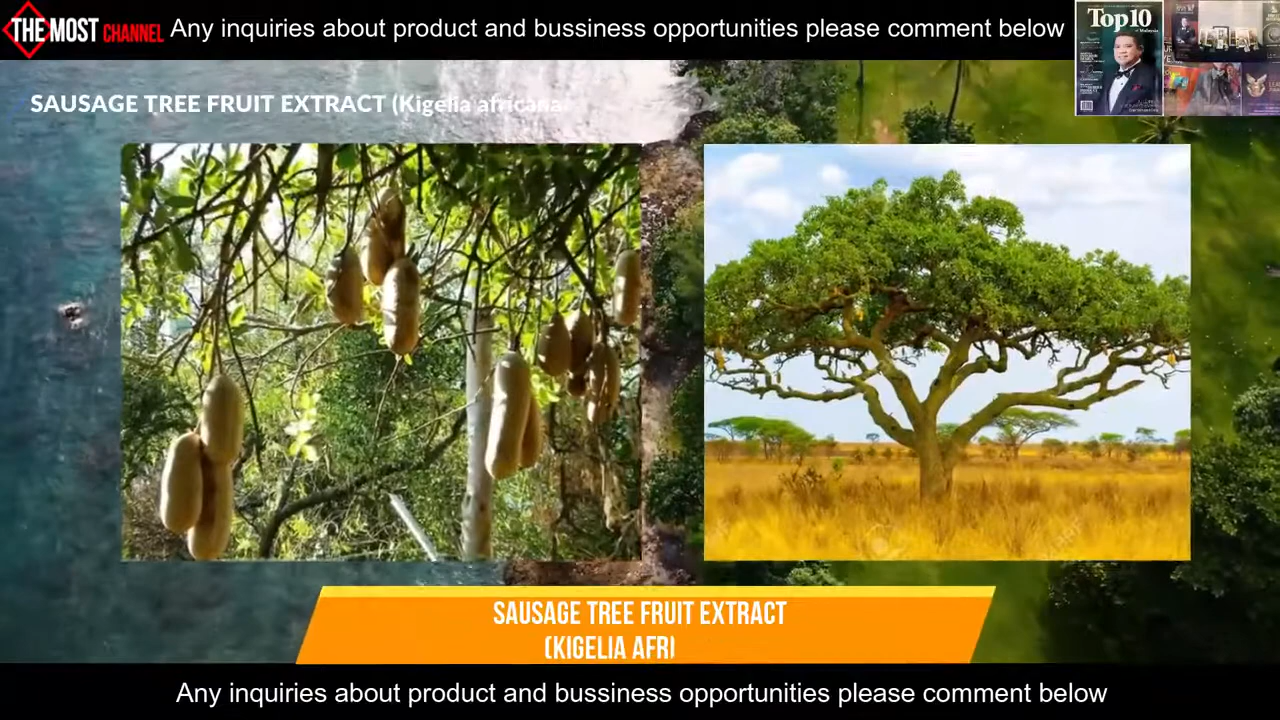 THE MOST CHANNEL
Any inquiries about product and bussiness opportunities please comment below
Top10
SAUSAGE TREE FRUIT EXTRACT (Kigelia africana
SAUSAGE TREE FRUIT EXTRACT
(KIGELIA AFRI
Any inquiries about product and bussiness opportunities please comment below